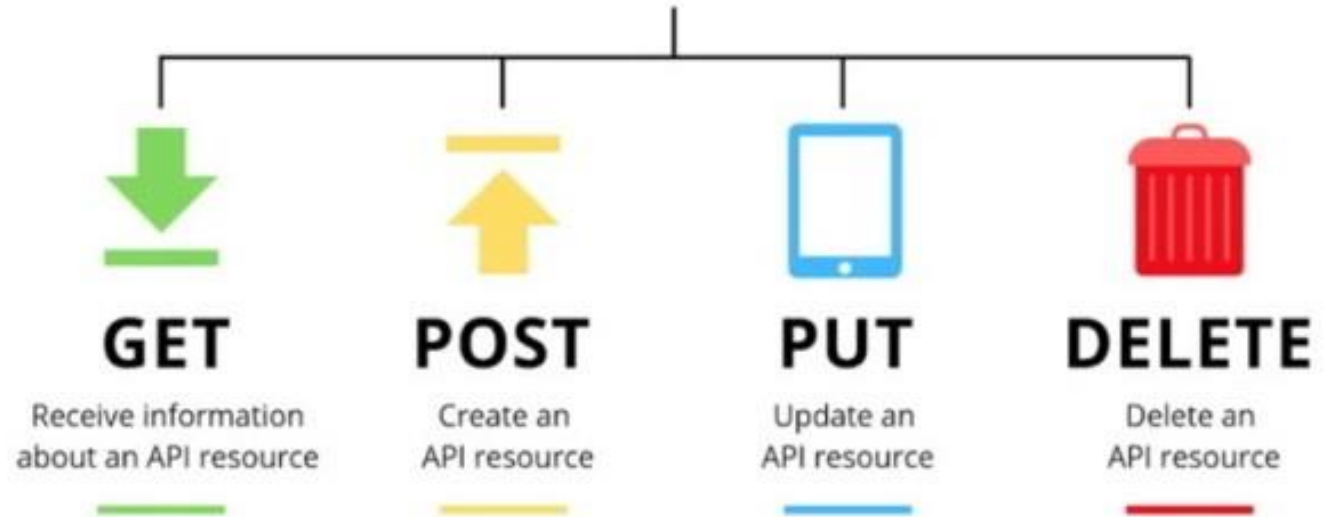 GET
Receive information
about an API resource
POST
Create an
API resource
PUT
Update an
API resource
DELETE
Delete an
API resource